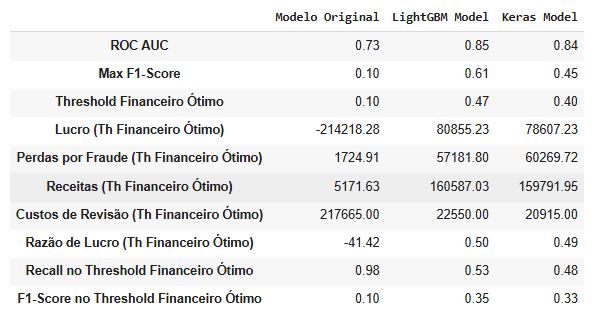 Modelo Original LightGBM Model Keras Model
ROC AUC 0.73 0.85 0.84
Max F1-Score 0.10 0.61 0.45
Threshold Financeiro Ótimo 0.10 0.47 0.40
Lucro (Th Financeiro Ótimo) -214218.28 80855.23 78607.23
Perdas por Fraude (Th Financeiro Ótimo) 1724.91 57181.80 60269.72
Receitas (Th Financeiro Ótimo) 5171.63 160587.03 159791.95
Custos de Revisão (Th Financeiro Ótimo) 217665.00 22550.00 20915.00
Razão de Lucro (Th Financeiro Ótimo) -41.42 0.50 0.49
Recall no Threshold Financeiro Ótimo 0.98 0.53 0.48
F1-Score no Threshold Financeiro Ótimo 0.10 0.35 0.33